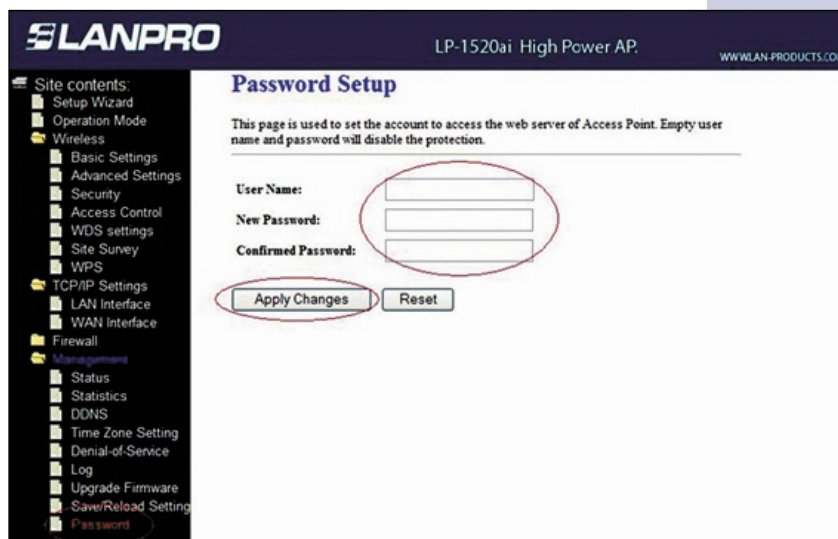 LANPRO
LP-1520ai High Power AP.
WWW.LAN-PRODUCTS.CO
Site contents:
Setup Wizard
Operation Mode
Wireless
Basic Settings
Advanced Settings
Security
Access Control
WDS settings
Site Survey
WPS
TCP/IP Settings
LAN Interface
WAN Interface
Firewall
Management
Status
Statistics
DDNS
Time Zone Setting
Denial-of-Service
Log
Upgrade Firmware
Save/Reload Setting
Password
Password Setup
This page is used to set the account to access the web server of Access Point. Empty user
name and password will disable the protection.
User Name:
New Password:
Confirmed Password:
Apply Changes
Reset